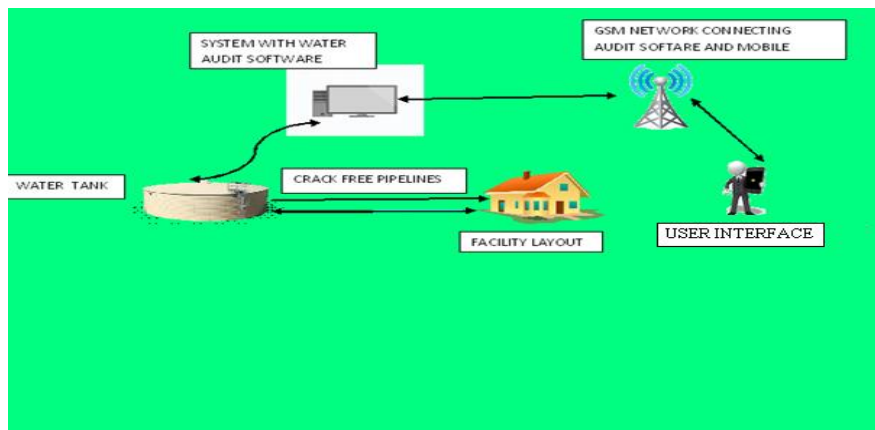 SYSTEM WITH WATER
AUDIT SOFTWARE
GSM NETWORK CONNECTING
AUDIT SOFTARE AND MOBILE
WATER TANK
CRACK FREE PIPELINES
FACILITY LAYOUT
USER INTERFACE